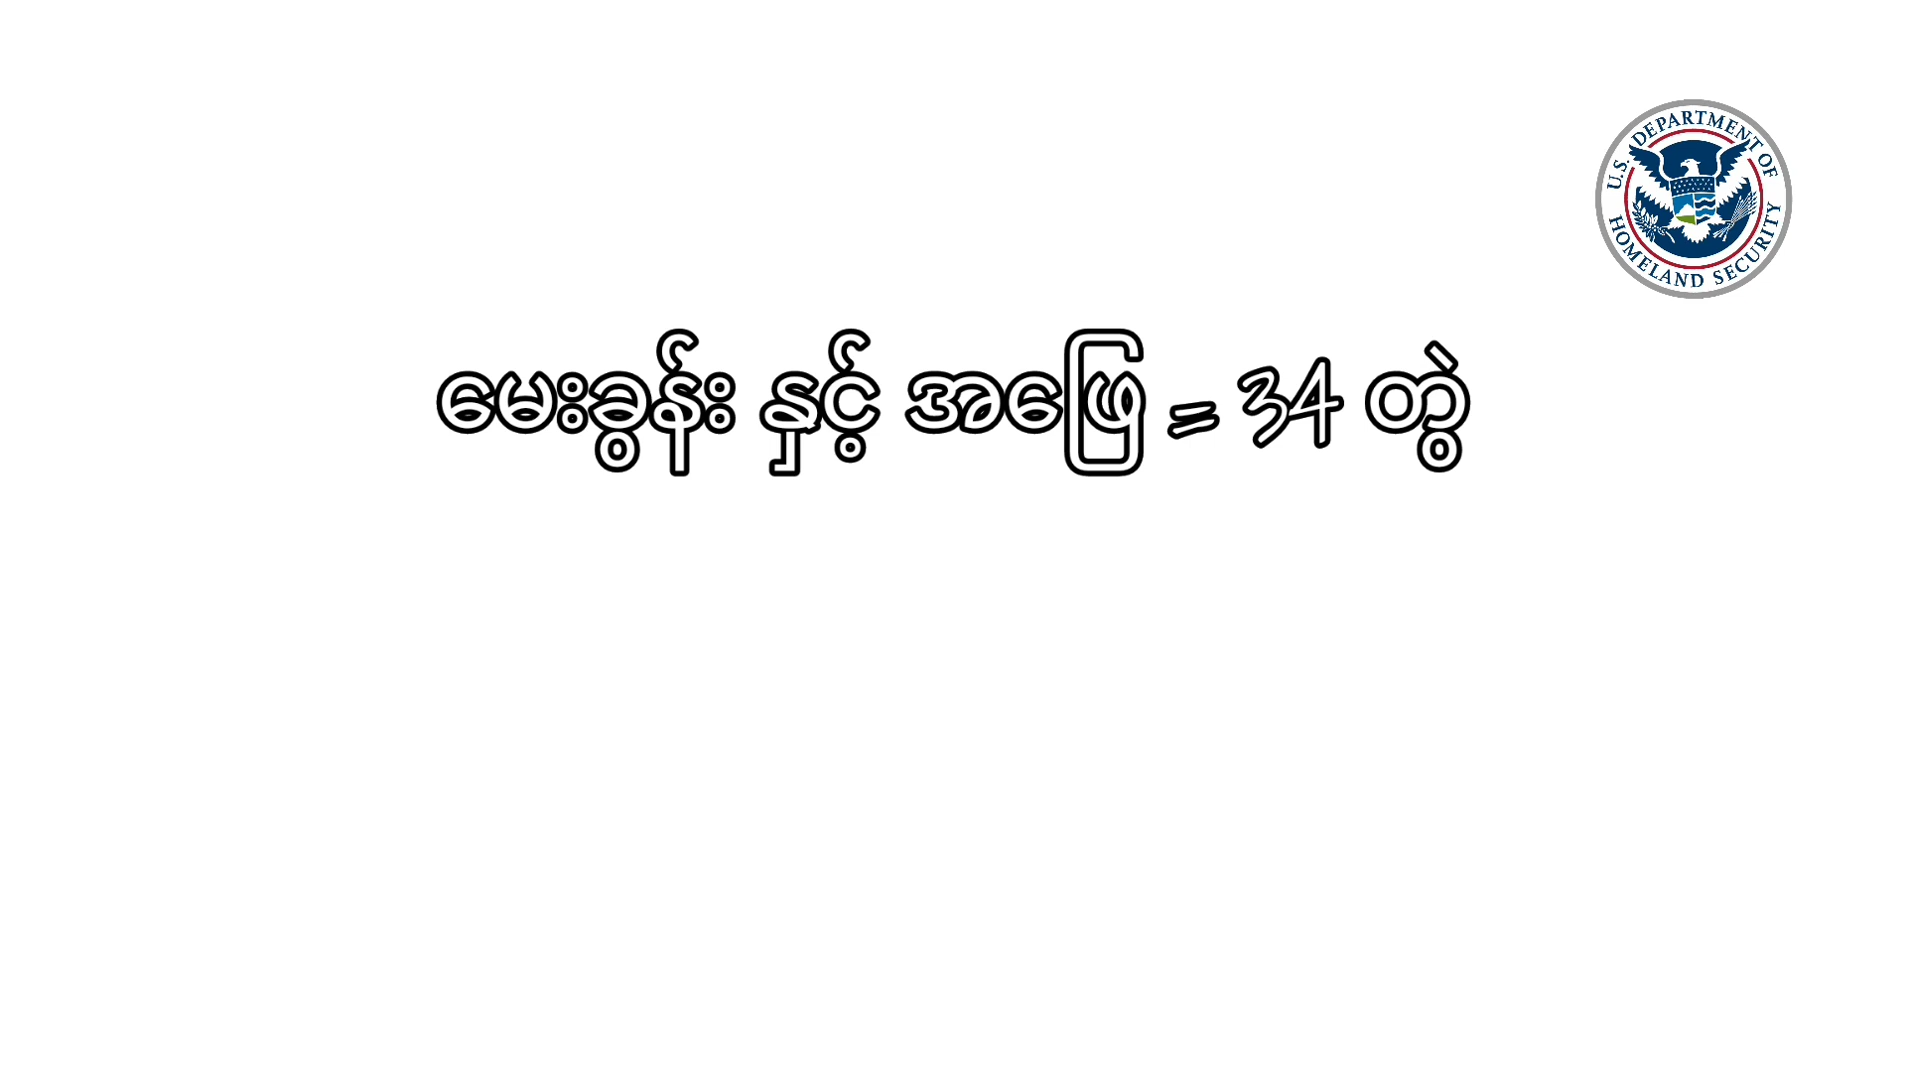 U.S. DEPARTMENT OF HOMELAND SECURITY
မေးခွန်း နှင့် အဖြေ = 34 တွဲ